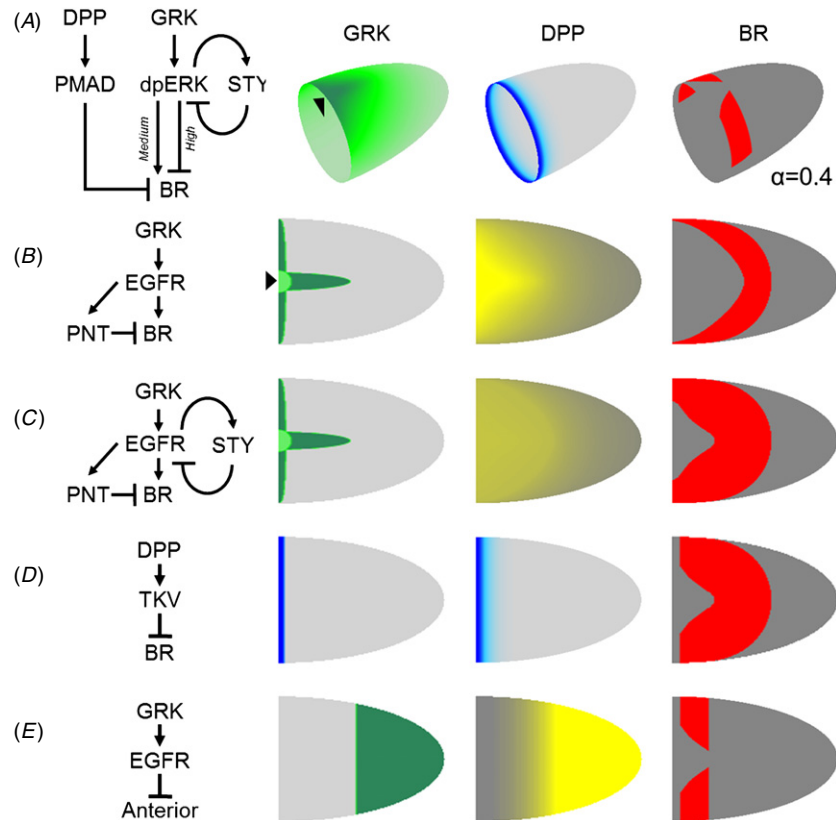 (A)
DPP GRK
PMAD dpERK STY
Medium
High
BR
GRK DPP BR
α=0.4
(B)
GRK
EGFR
PNT BR
(C)
GRK
EGFR
STY
PNT BR
(D)
DPP
TKV
BR
(E)
GRK
EGFR
Anterior